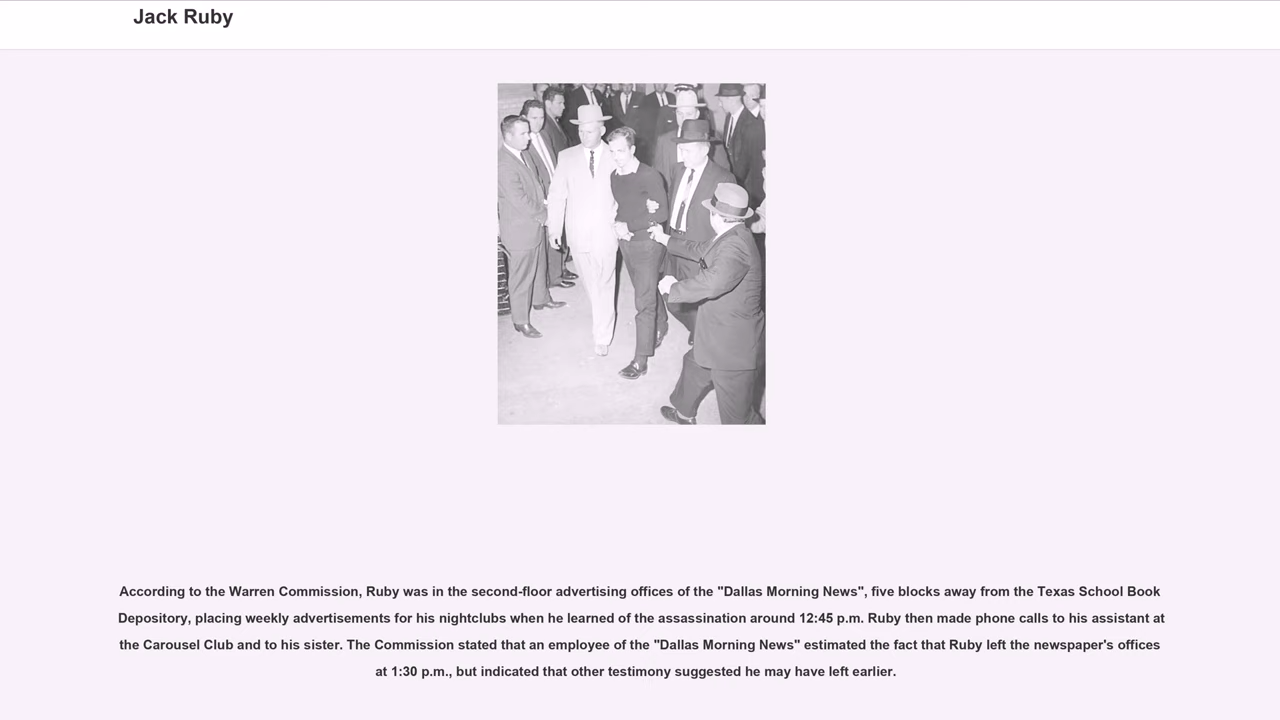 Jack Ruby
According to the Warren Commission, Ruby was in the second-floor advertising offices of the "Dallas Morning News", five blocks away from the Texas School Book
Depository, placing weekly advertisements for his nightclubs when he learned of the assassination around 12:45 p.m. Ruby then made phone calls to his assistant at
the Carousel Club and to his sister. The Commission stated that an employee of the "Dallas Morning News" estimated the fact that Ruby left the newspaper's offices
at 1:30 p.m., but indicated that other testimony suggested he may have left earlier.